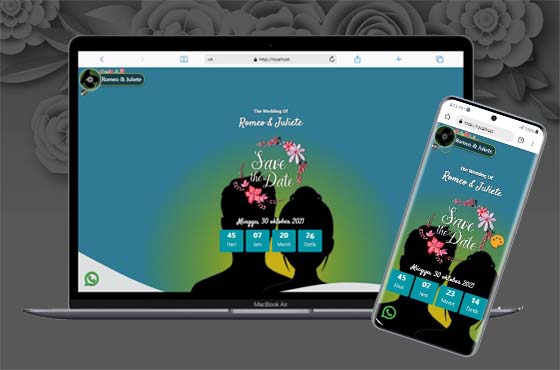 AA
http://localhost
Romeo & Juliete
The Wedding Of
Romeo & Juliete
Save
the
Date
Minggu, 30 oktober 2021
45 07 20 26
Hari Jam Menit Detik
MacBook Air
100%
Romeo & Juliete
The Wedding Of
Romeo & Juliete
Save
the
Date
Minggu, 30 oktober 2021
45 07 23 14
Hari Jam Menit Detik